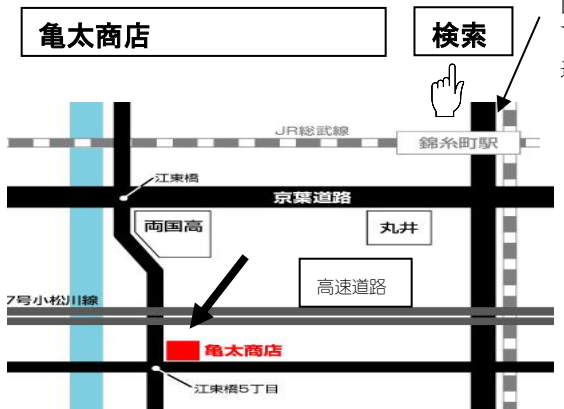 亀太商店
検索
JR総武線
錦糸町駅
江東橋
京葉道路
両国高
丸井
高速道路
7号小松川線
亀太商店
江東橋5丁目